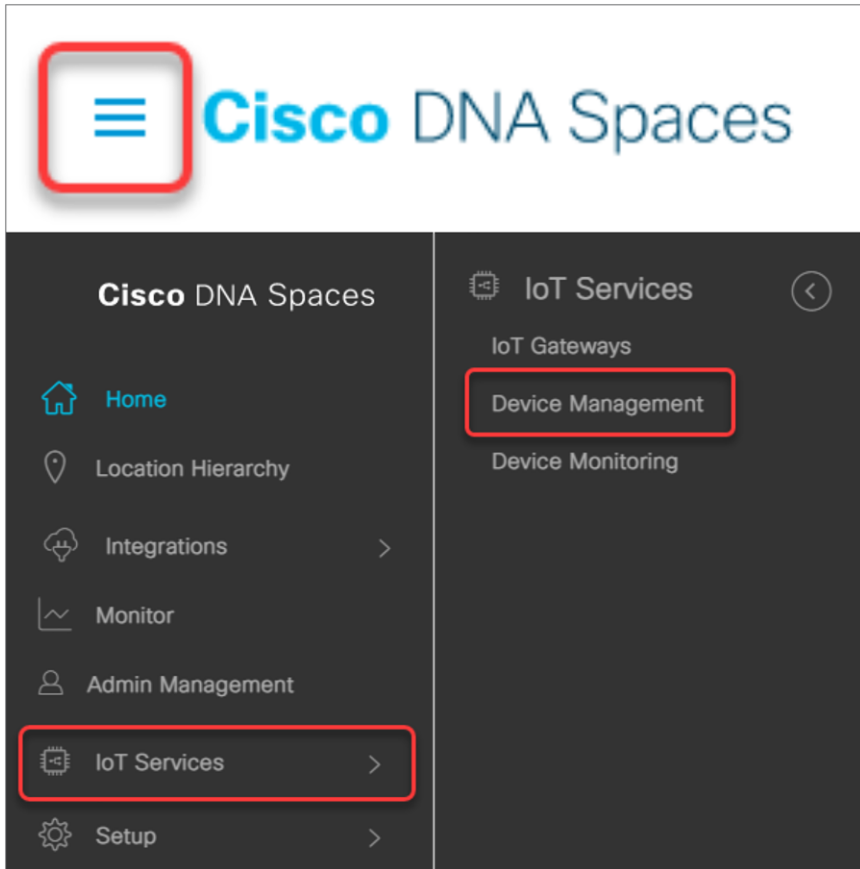 Cisco DNA Spaces
Cisco DNA Spaces
Home
Location Hierarchy
Integrations
Monitor
Admin Management
IoT Services
Setup
IoT Services
IoT Gateways
Device Management
Device Monitoring